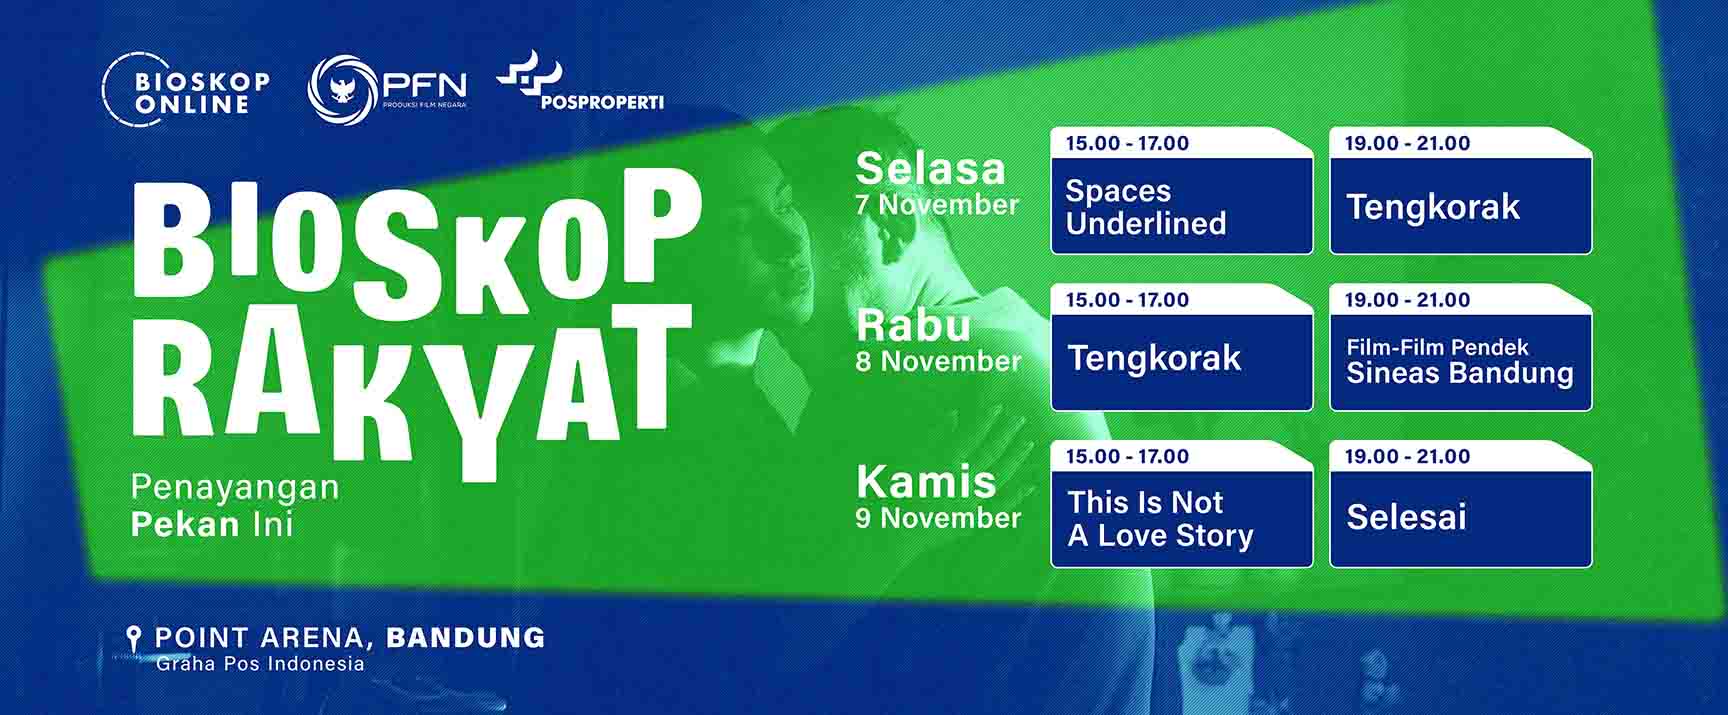 BIOSKOP
ONLINE
PFN
PRODUKSI FILM NEGARA
POSPROPERTI
BIOSKOP
RAKYAT
Penayangan
Pekan Ini
POINT ARENA, BANDUNG
Graha Pos Indonesia
Selasa
7 November
15.00 - 17.00
Spaces
Underlined
19.00 - 21.00
Tengkorak
Rabu
8 November
15.00 - 17.00
Tengkorak
19.00 - 21.00
Film-Film Pendek
Sineas Bandung
Kamis
9 November
15.00 - 17.00
This Is Not
A Love Story
19.00 - 21.00
Selesai